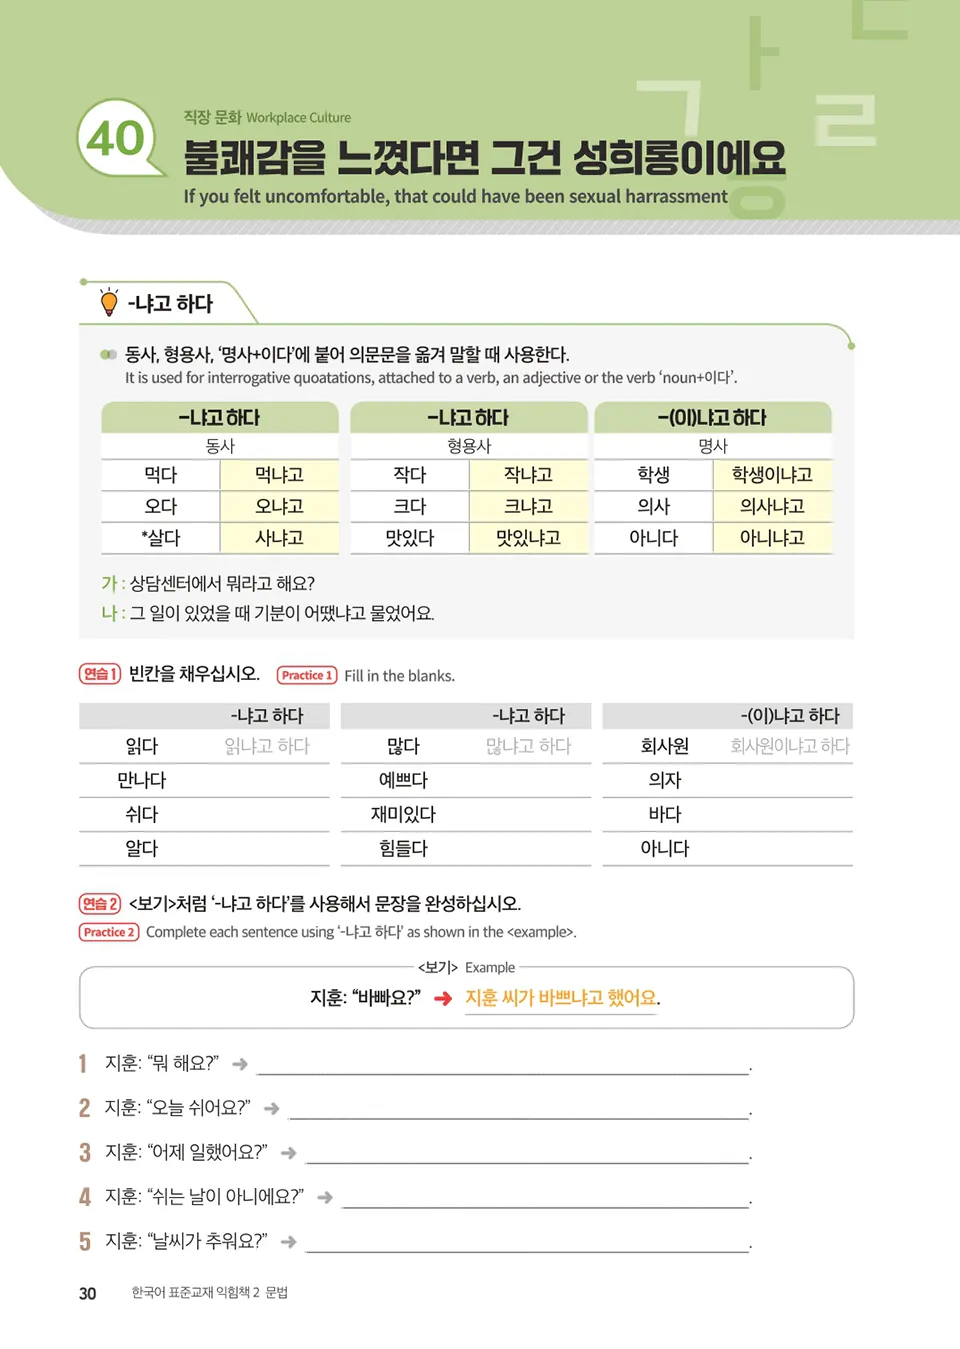 40
직장 문화 Workplace Culture
불쾌감을 느꼈다면 그건 성희롱이에요
If you felt uncomfortable, that could have been sexual harrassment
ㄱ ㅏ ㄴ ㄹ ㅎ
-냐고 하다
동사, 형용사, ‘명사+이다’에 붙어 의문문을 옮겨 말할 때 사용한다.
It is used for interrogative quoatations, attached to a verb, an adjective or the verb ‘noun+이다’.
-냐고 하다 -냐고 하다 -(이)냐고 하다
동사 형용사 명사
먹다 먹냐고 작다 작냐고 학생 학생이냐고
오다 오냐고 크다 크냐고 의사 의사냐고
*살다 사냐고 맛있다 맛있냐고 아니다 아니냐고
가 : 상담센터에서 뭐라고 해요?
나 : 그 일이 있었을 때 기분이 어땠냐고 물었어요.
연습 1 빈칸을 채우십시오. Practice 1 Fill in the blanks.
-냐고 하다 -냐고 하다 -(이)냐고 하다
읽다 읽냐고 하다 많다 많냐고 하다 회사원 회사원이냐고 하다
만나다 예쁘다 의자
쉬다 재미있다 바다
알다 힘들다 아니다
연습 2 <보기>처럼 ‘-냐고 하다’를 사용해서 문장을 완성하십시오.
Practice 2 Complete each sentence using ‘-냐고 하다’ as shown in the <example>.
<보기> Example
지훈: “바빠요?” ➔ 지훈 씨가 바쁘냐고 했어요.
1 지훈: “뭐 해요?” ➔ .
2 지훈: “오늘 쉬어요?” ➔ .
3 지훈: “어제 일했어요?” ➔ .
4 지훈: “쉬는 날이 아니에요?” ➔ .
5 지훈: “날씨가 추워요?” ➔ .
30 한국어 표준교재 익힘책 2 문법